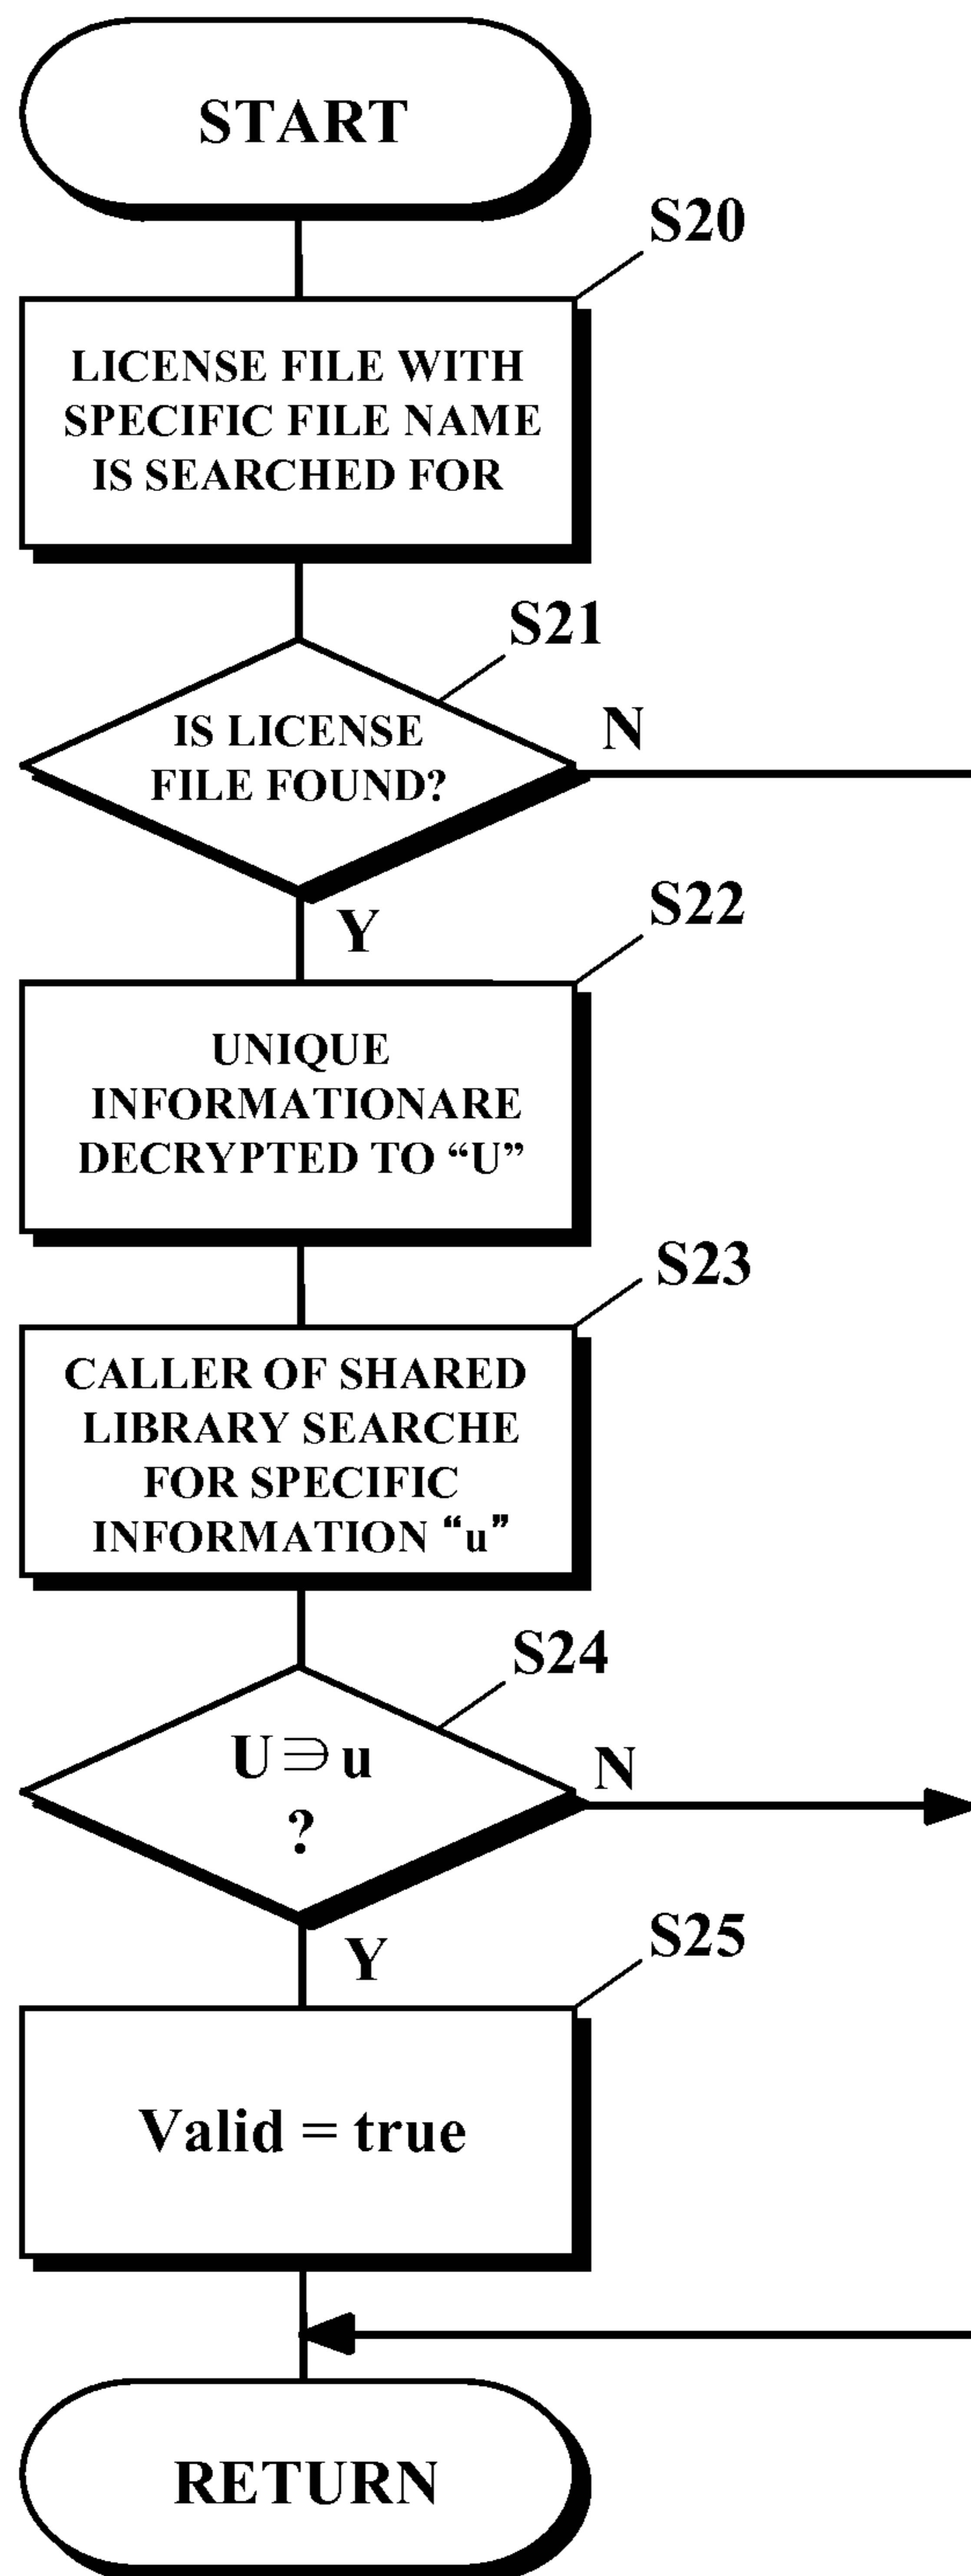 START
S20
LICENSE FILE WITH
SPECIFIC FILE NAME
IS SEARCHED FOR
S21
IS LICENSE
FILE FOUND?
N
Y
S22
UNIQUE
INFORMATIONARE
DECRYPTED TO “U”
S23
CALLER OF SHARED
LIBRARY SEARCHE
FOR SPECIFIC
INFORMATION “u”
S24
U∋u
?
N
Y
S25
Valid = true
RETURN